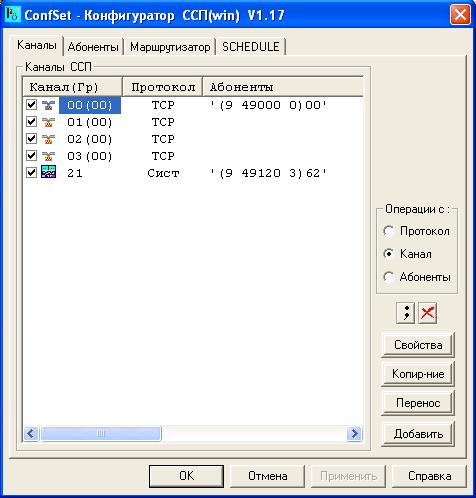 ConfSet - Конфигуратор ССП(win) V1.17
Каналы Абоненты Маршрутизатор SCHEDULE
Каналы ССП
Канал(Гр) Протокол Абоненты
00(00) TCP '(9 49000 0)00'
01(00) TCP
02(00) TCP
03(00) TCP
21 Сист '(9 49120 3)62'
Операции с :
Протокол
Канал
Абоненты
;
Свойства
Копир-ние
Перенос
Добавить
OK Отмена Применить Справка